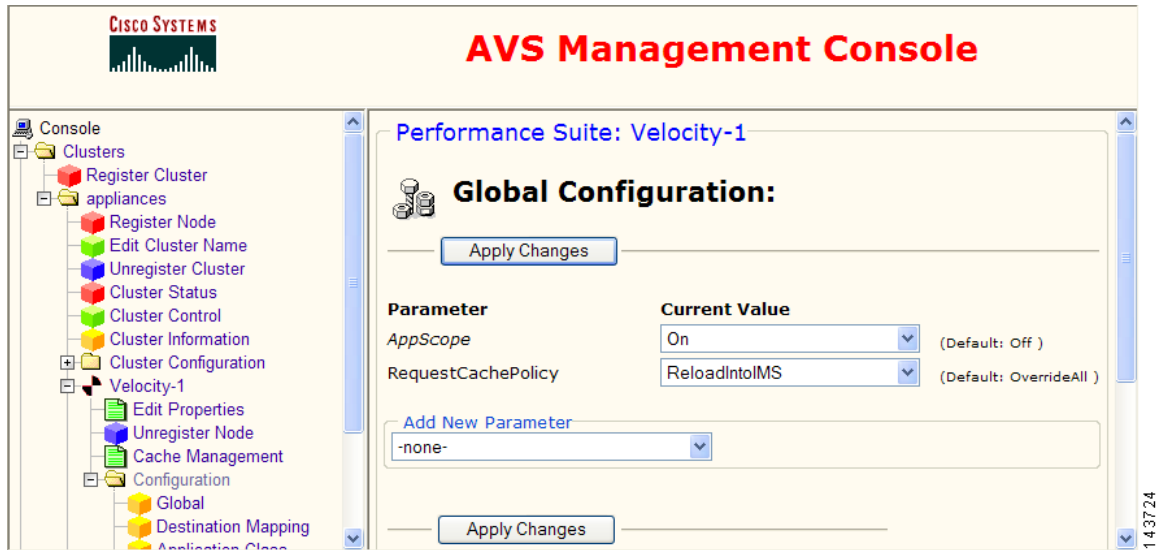 CISCO SYSTEMS
AVS Management Console
Console
Clusters
Register Cluster
appliances
Register Node
Edit Cluster Name
Unregister Cluster
Cluster Status
Cluster Control
Cluster Information
Cluster Configuration
Velocity-1
Edit Properties
Unregister Node
Cache Management
Configuration
Global
Destination Mapping
Application Class
Performance Suite: Velocity-1
Global Configuration:
Apply Changes
Parameter Current Value
AppScope On (Default: Off )
RequestCachePolicy ReloadIntoIMS (Default: OverrideAll )
Add New Parameter
-none-
Apply Changes
143724